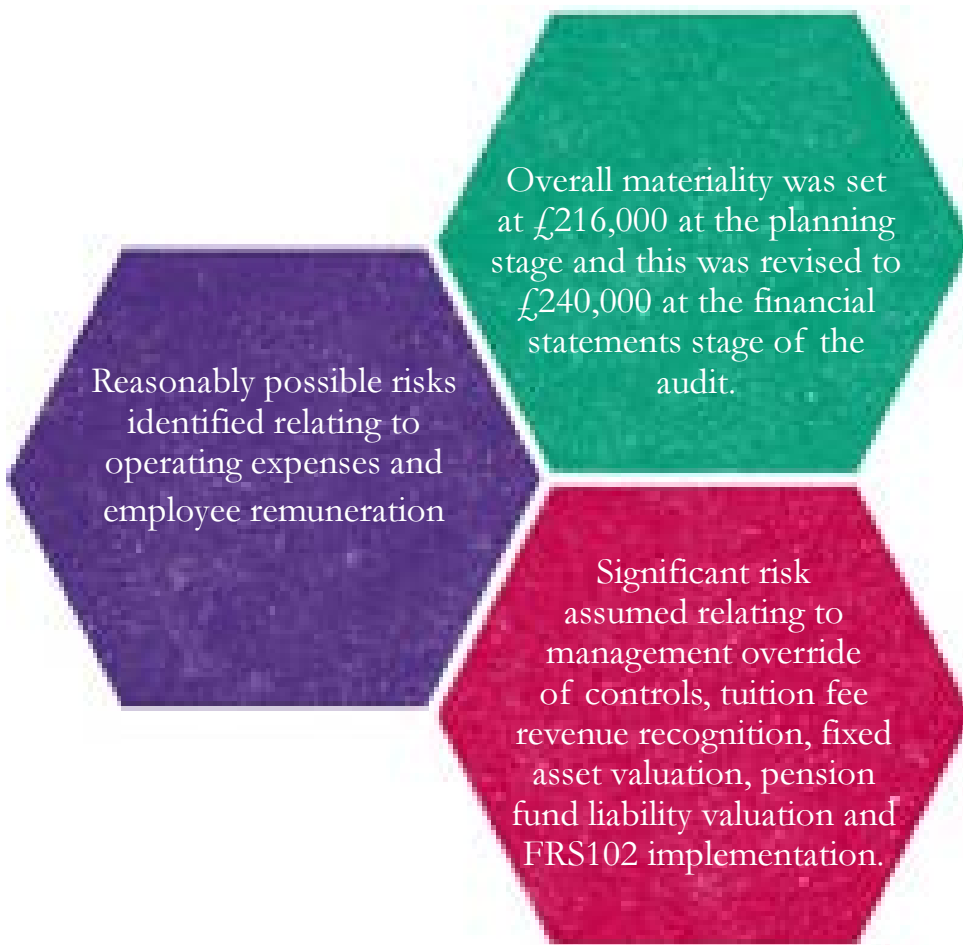 Overall materiality was set
at £216,000 at the planning
stage and this was revised to
£240,000 at the financial
statements stage of the
audit.
Reasonably possible risks
identified relating to
operating expenses and
employee remuneration
Significant risk
assumed relating to
management override
of controls, tuition fee
revenue recognition, fixed
asset valuation, pension
fund liability valuation and
FRS102 implementation.